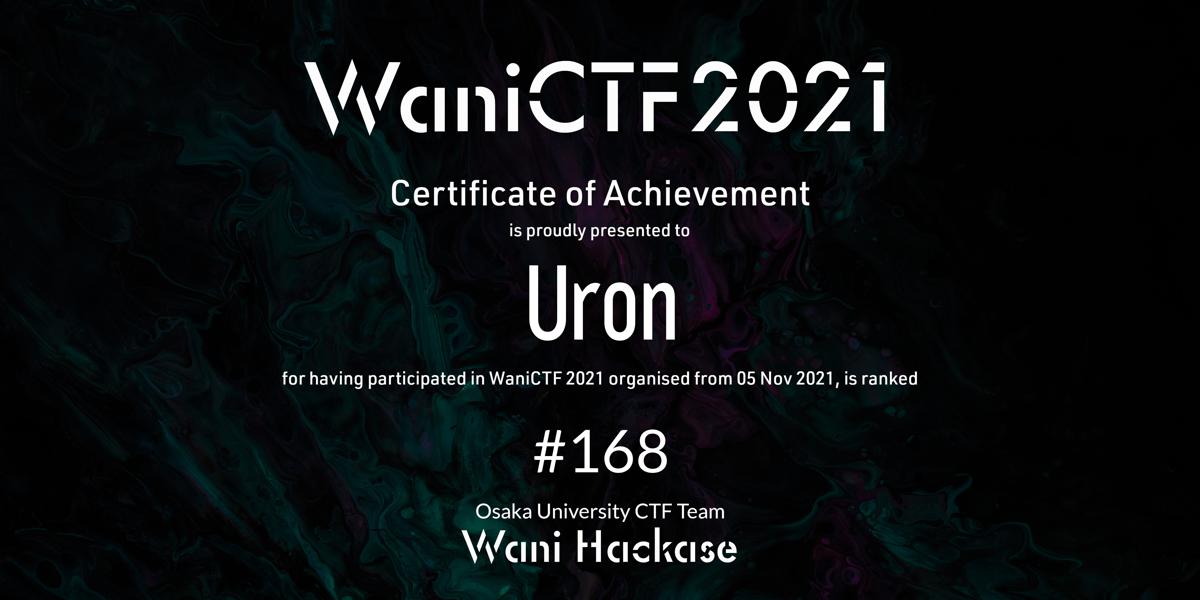 WaniCTF2021
Certificate of Achievement
is proudly presented to
Uron
for having participated in WaniCTF 2021 organised from 05 Nov 2021, is ranked
#168
Osaka University CTF Team
Wani Hackase